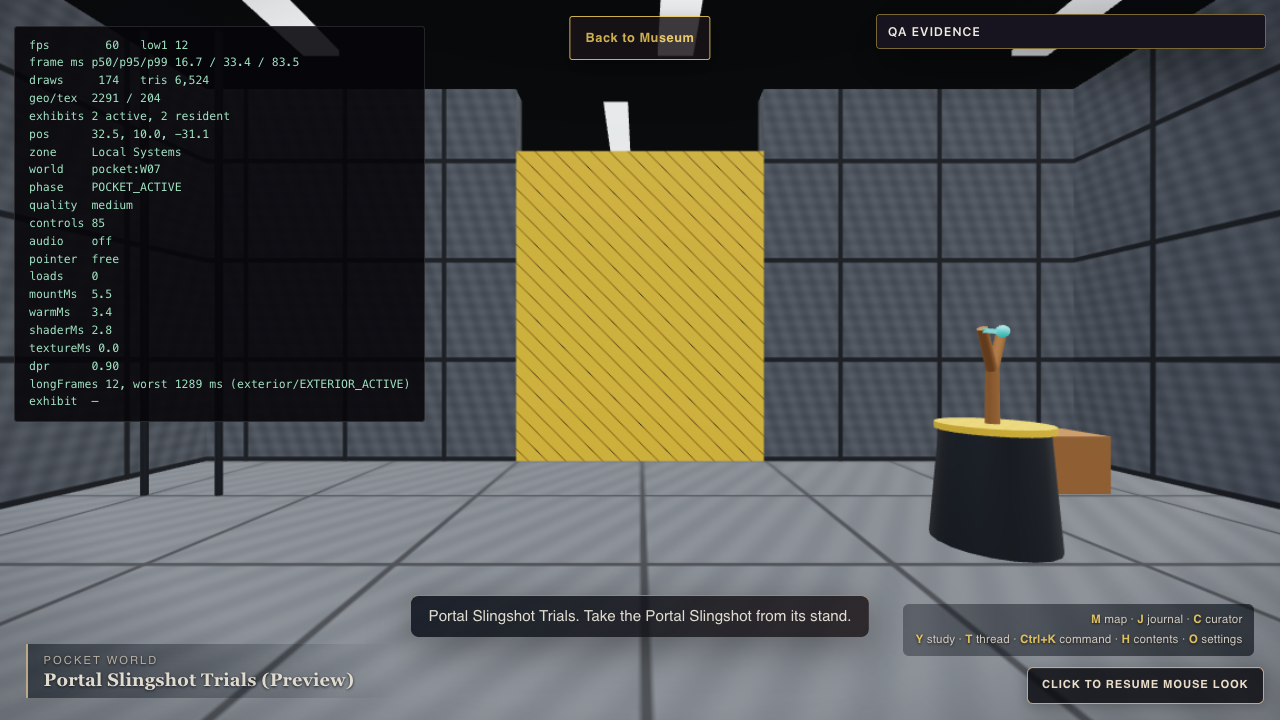 fps 60 low1 12
frame ms p50/p95/p99 16.7 / 33.4 / 83.5
draws 174 tris 6,524
geo/tex 2291 / 204
exhibits 2 active, 2 resident
pos 32.5, 10.0, −31.1
zone Local Systems
world pocket:W07
phase POCKET_ACTIVE
quality medium
controls 85
audio off
pointer free
loads 0
mountMs 5.5
warmMs 3.4
shaderMs 2.8
textureMs 0.0
dpr 0.90
longFrames 12, worst 1289 ms (exterior/EXTERIOR_ACTIVE)
exhibit —
Back to Museum
QA EVIDENCE
Portal Slingshot Trials. Take the Portal Slingshot from its stand.
M map · J journal · C curator
Y study · T thread · Ctrl+K command · H contents · O settings
POCKET WORLD
Portal Slingshot Trials (Preview)
CLICK TO RESUME MOUSE LOOK